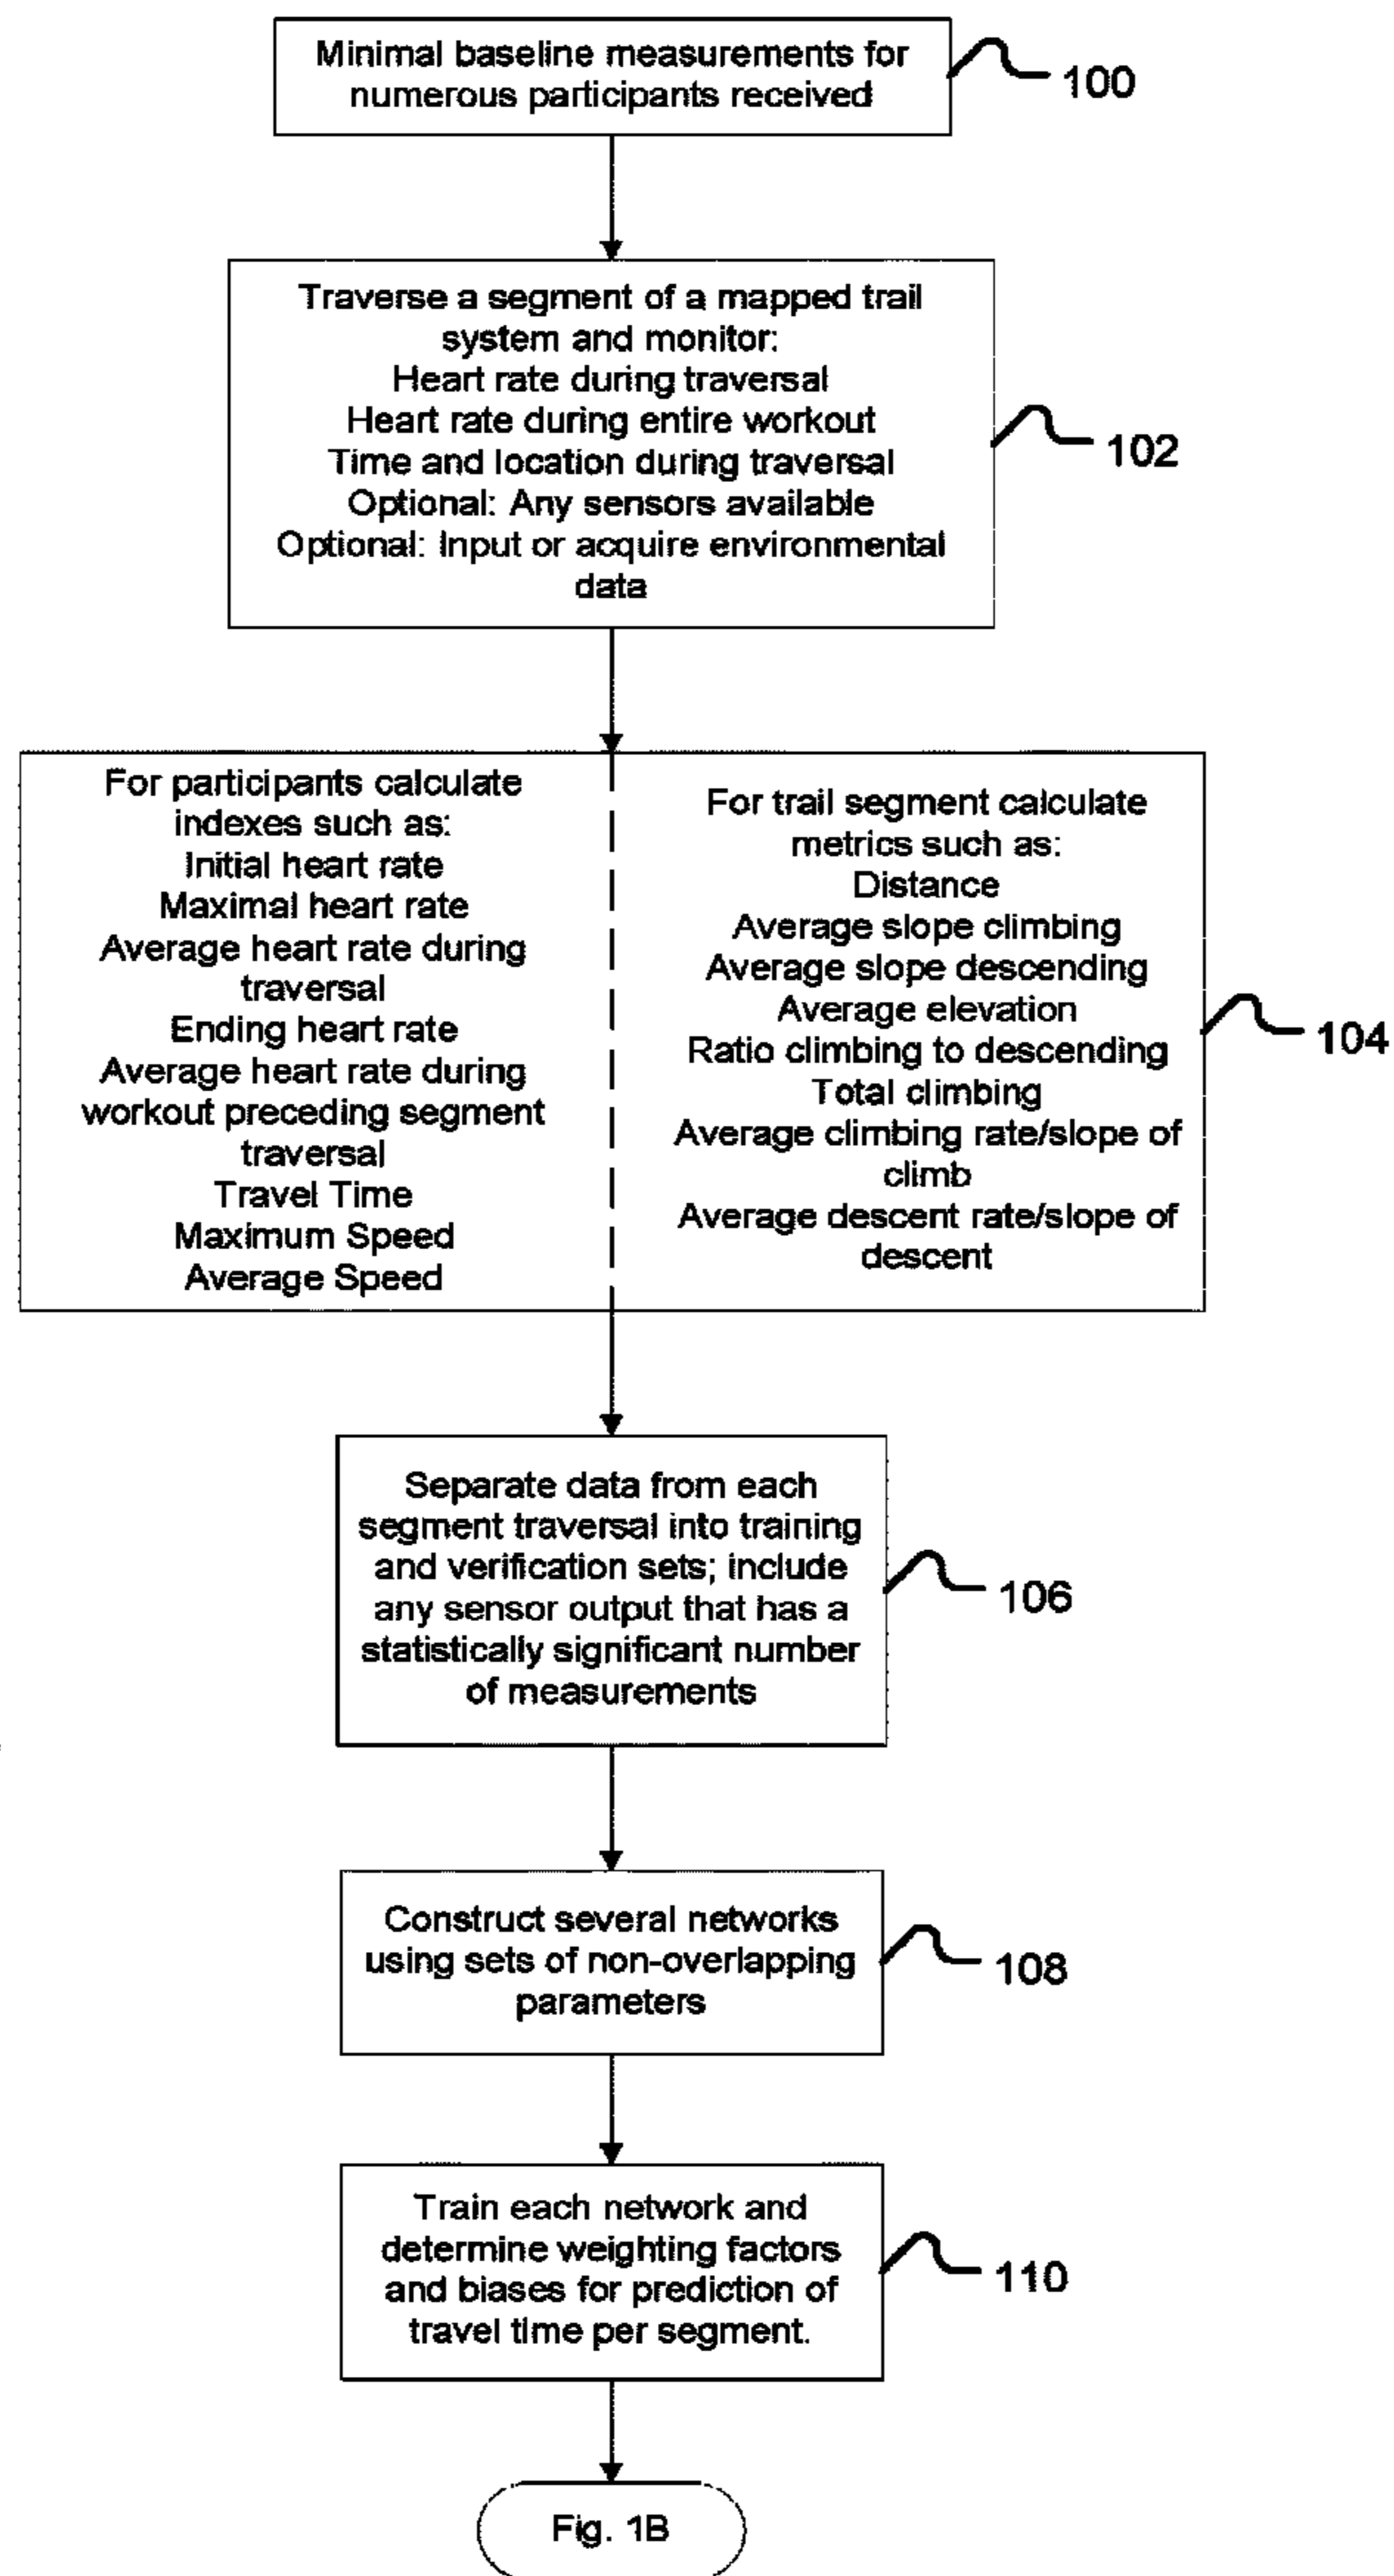 Minimal baseline measurements for
numerous participants received
100
Traverse a segment of a mapped trail
system and monitor:
Heart rate during traversal
Heart rate during entire workout
Time and location during traversal
Optional: Any sensors available
Optional: Input or acquire environmental
data
102
For participants calculate
indexes such as:
Initial heart rate
Maximal heart rate
Average heart rate during
traversal
Ending heart rate
Average heart rate during
workout preceding segment
traversal
Travel Time
Maximum Speed
Average Speed
For trail segment calculate
metrics such as:
Distance
Average slope climbing
Average slope descending
Average elevation
Ratio climbing to descending
Total climbing
Average climbing rate/slope of
climb
Average descent rate/slope of
descent
104
Separate data from each
segment traversal into training
and verification sets; include
any sensor output that has a
statistically significant number
of measurements
106
Construct several networks
using sets of non-overlapping
parameters
108
Train each network and
determine weighting factors
and biases for prediction of
travel time per segment.
110
Fig. 1B